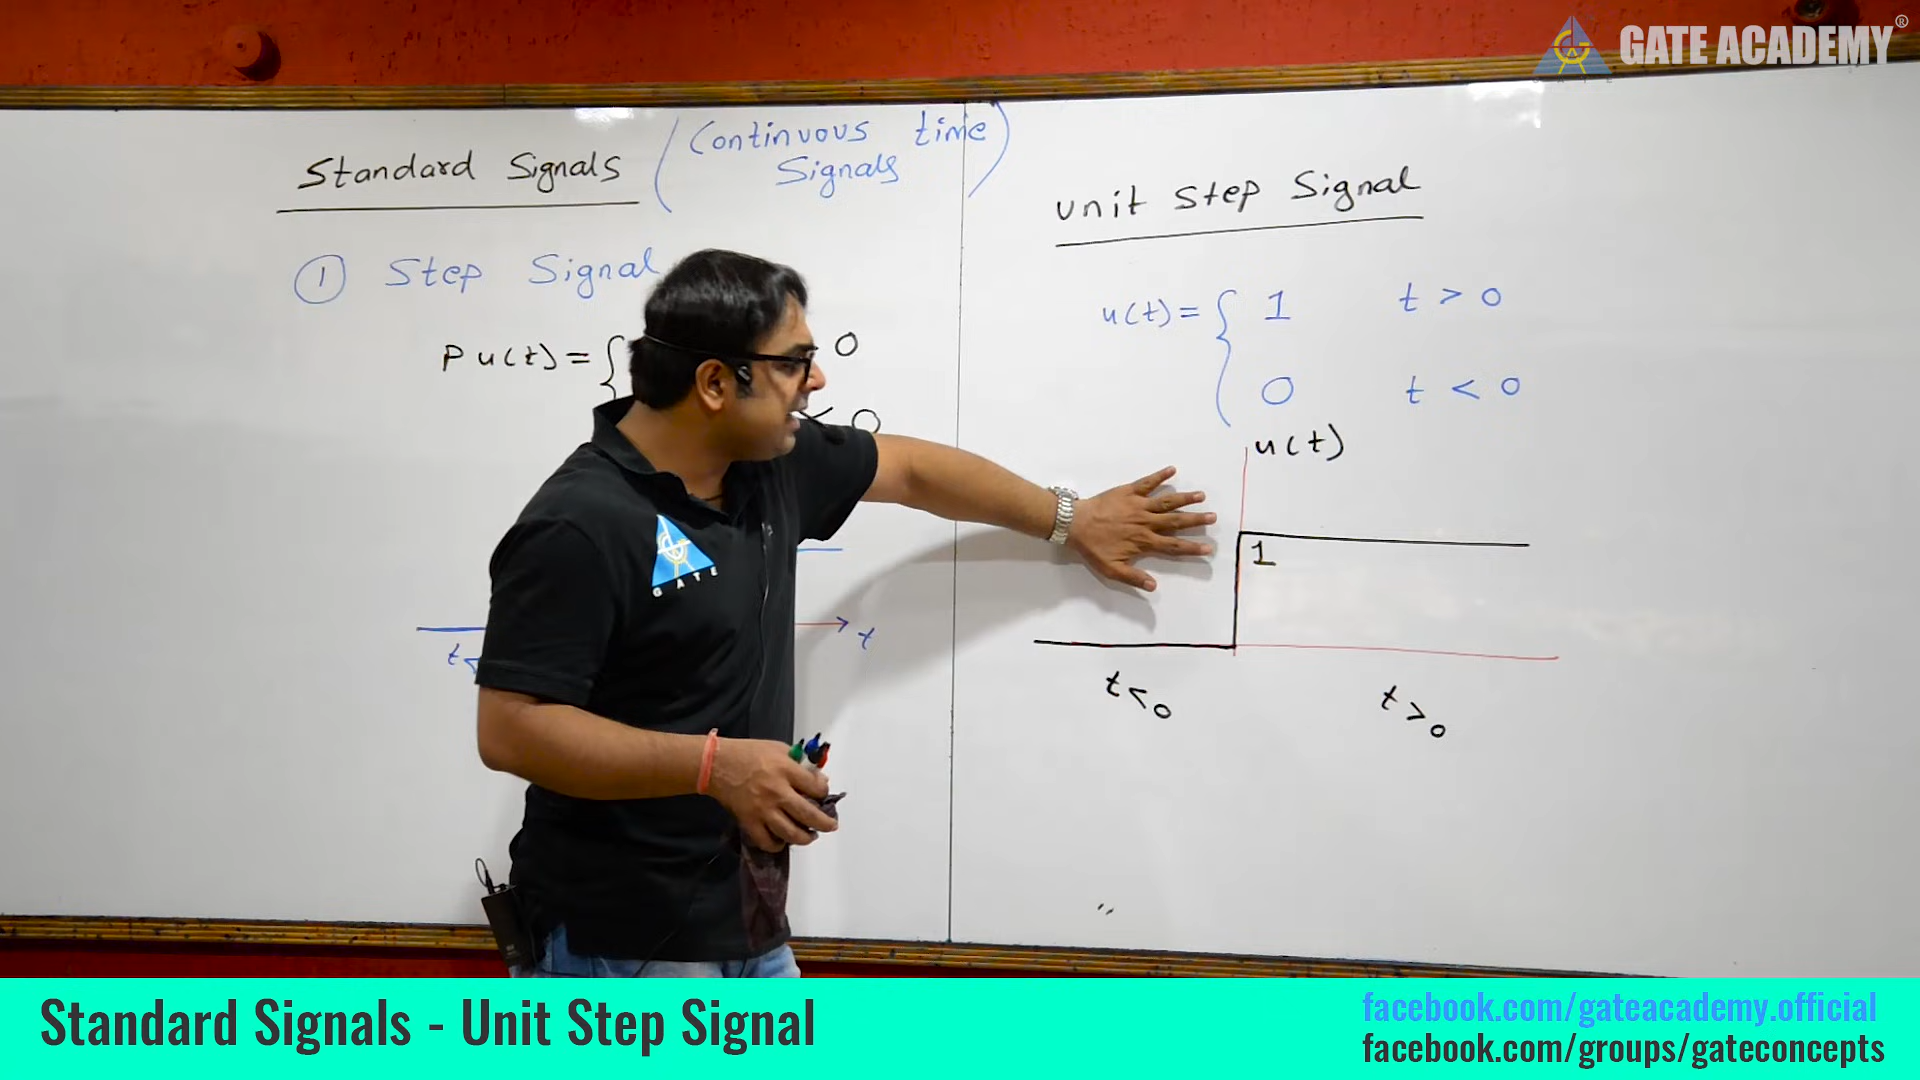 GATE ACADEMY®
Standard Signals (Continuous time
Signals)
1 Step Signal
P u(t) = {
0
< 0
t <
t
Unit Step Signal
u(t) = { 1 t > 0
0 t < 0
u(t)
1
t < 0
t > 0
GATE
Standard Signals - Unit Step Signal
facebook.com/gateacademy.official
facebook.com/groups/gateconcepts